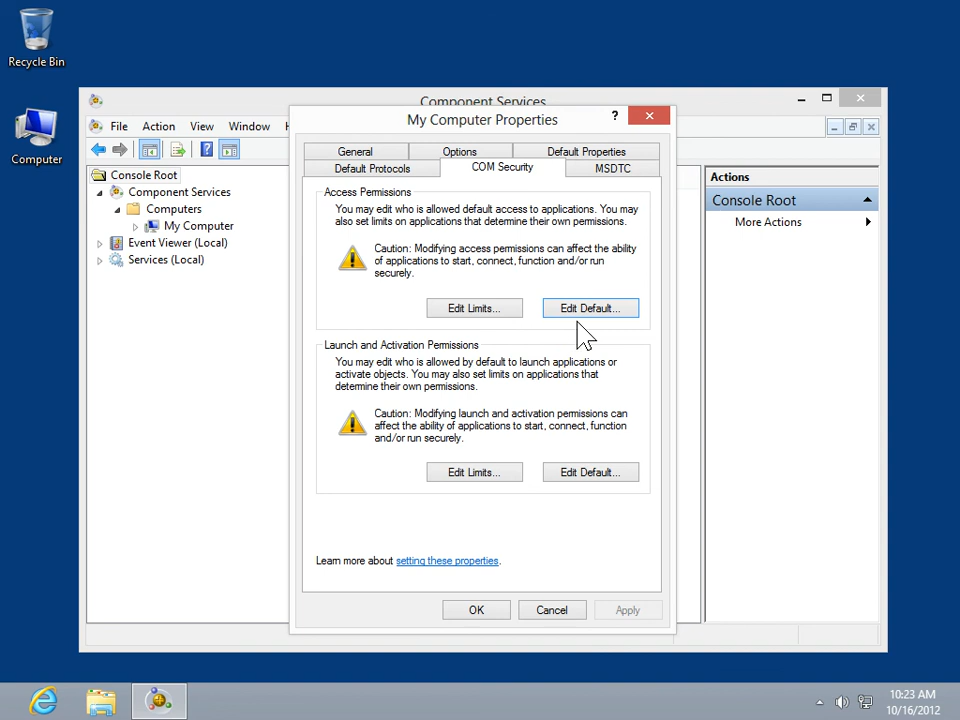 Recycle Bin
Computer
Component Services
File Action View Window
My Computer Properties
?
General Options Default Properties
Default Protocols COM Security MSDTC
Console Root
Component Services
Computers
My Computer
Event Viewer (Local)
Services (Local)
Access Permissions
You may edit who is allowed default access to applications. You may
also set limits on applications that determine their own permissions.
Caution: Modifying access permissions can affect the ability
of applications to start, connect, function and/or run
securely.
Edit Limits... Edit Default...
Launch and Activation Permissions
You may edit who is allowed by default to launch applications or
activate objects. You may also set limits on applications that
determine their own permissions.
Caution: Modifying launch and activation permissions can
affect the ability of applications to start, connect, function
and/or run securely.
Edit Limits... Edit Default...
Learn more about setting these properties.
OK Cancel Apply
Actions
Console Root
More Actions
10:23 AM
10/16/2012